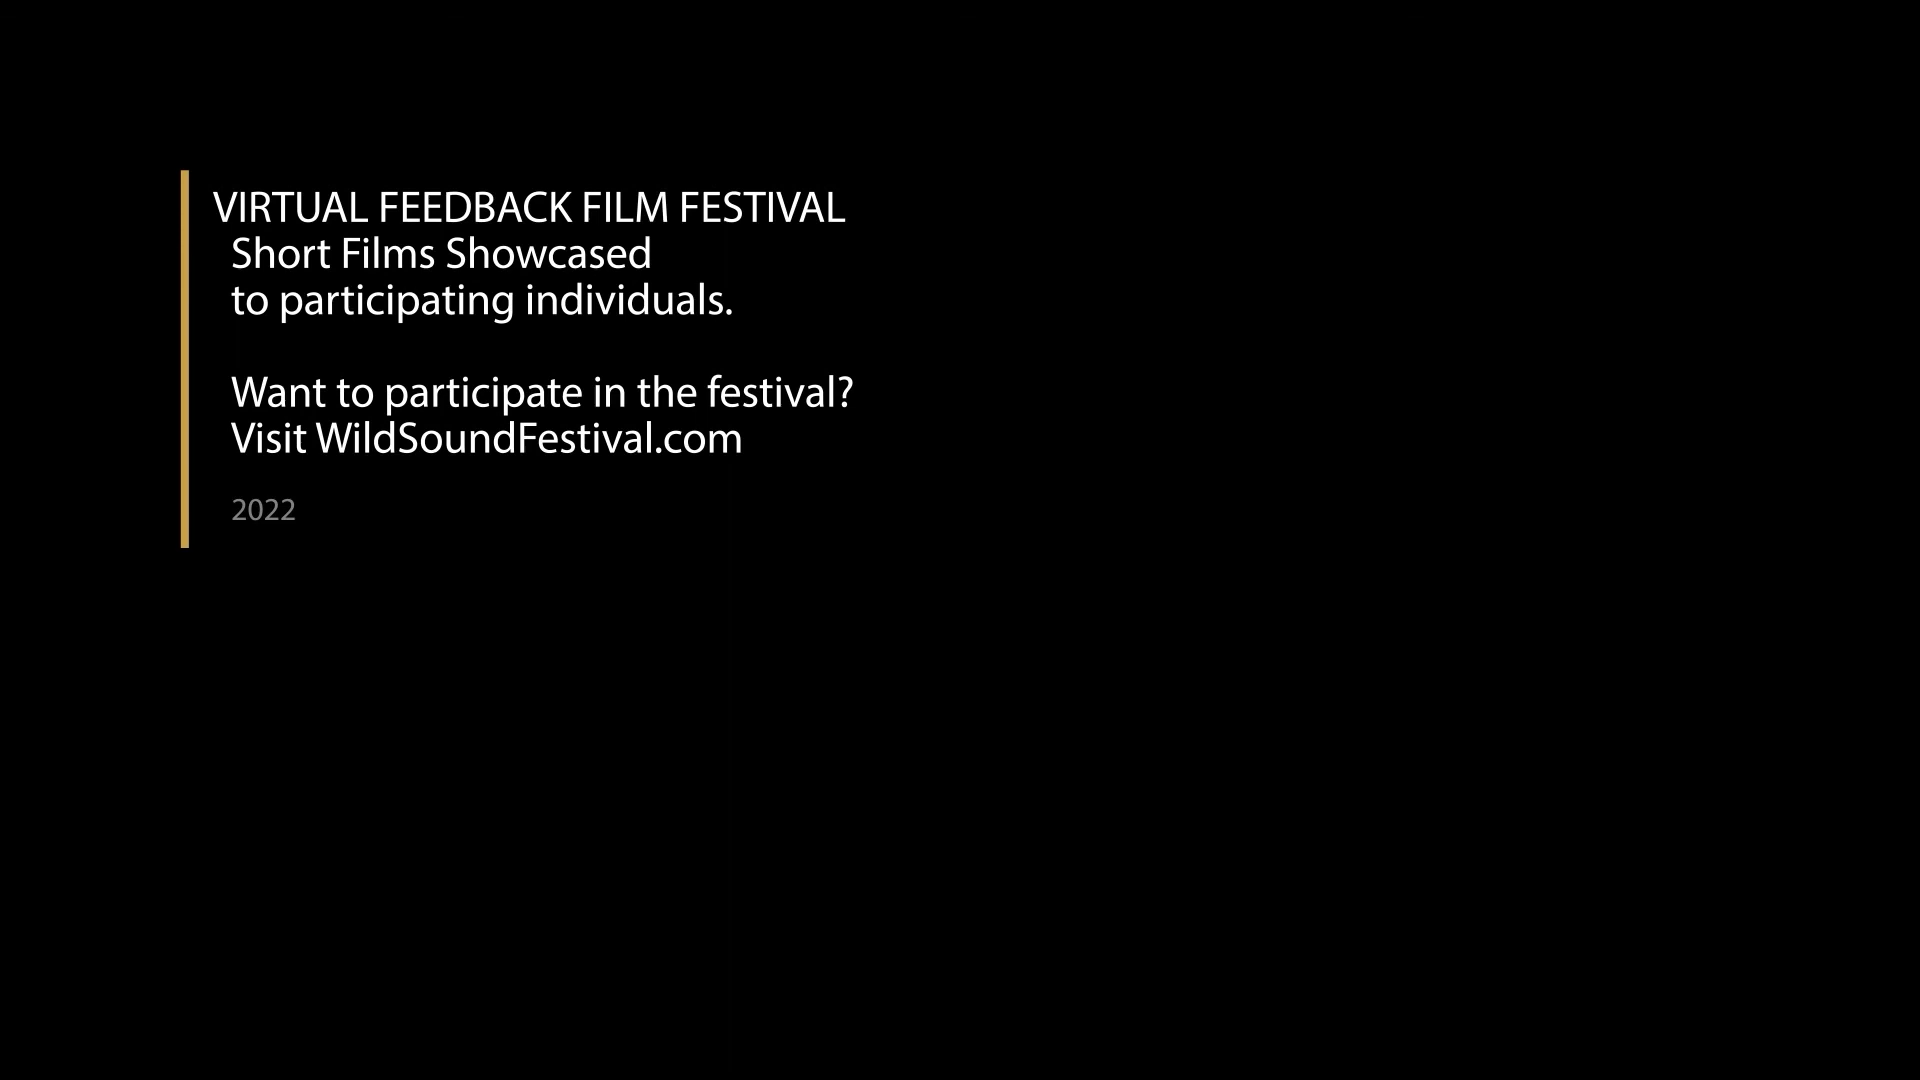 VIRTUAL FEEDBACK FILM FESTIVAL
Short Films Showcased
to participating individuals.
Want to participate in the festival?
Visit WildSoundFestival.com
2022